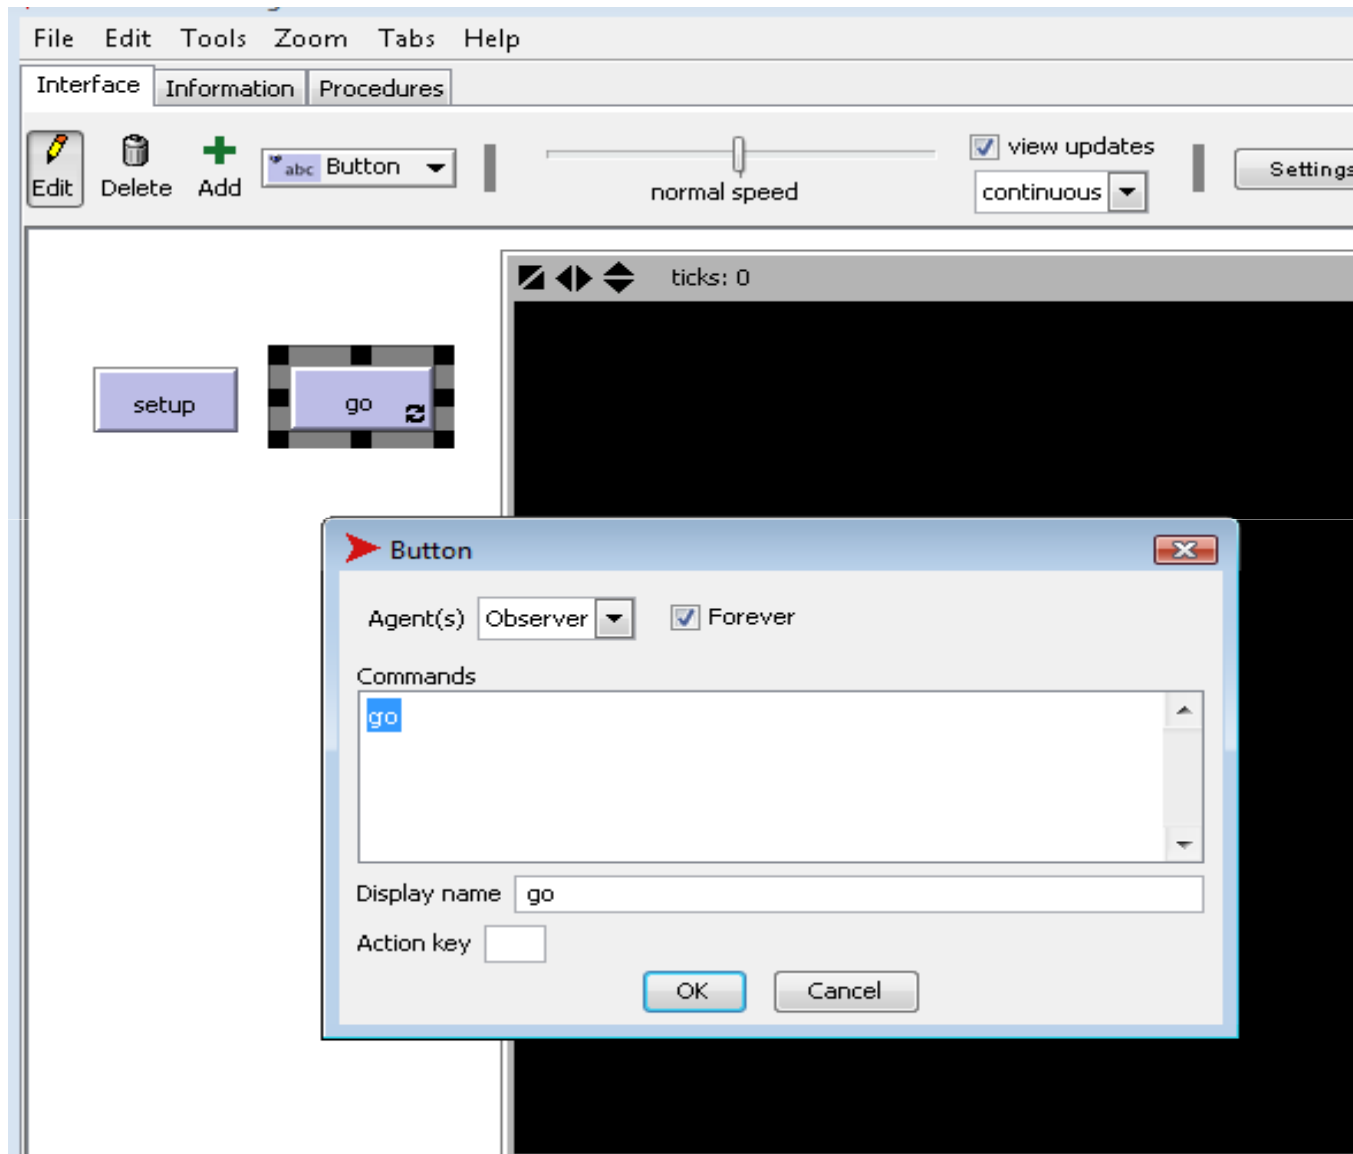 File Edit Tools Zoom Tabs Help
Interface Information Procedures
Edit Delete Add abc Button normal speed view updates continuous Settings
ticks: 0
setup go
Button
Agent(s) Observer Forever
Commands
go
Display name go
Action key
OK Cancel